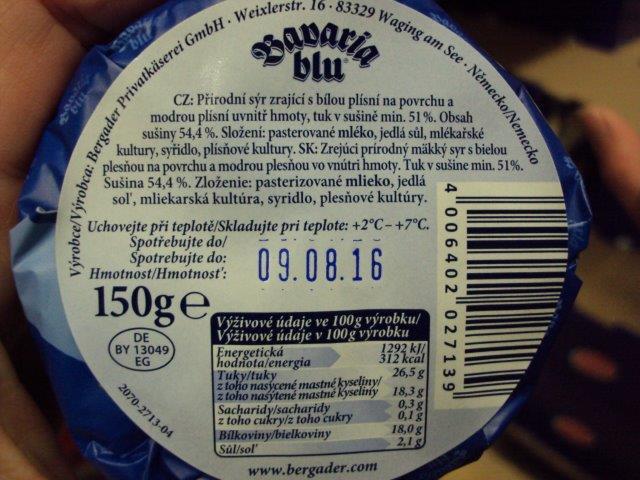 Výrobce/Výrobca: Bergader Privatkäserei GmbH · Weixlerstr. 16 · 83329 Waging am See · Německo/Nemecko
Bavaria
blu
CZ: Přírodní sýr zrající s bílou plísní na povrchu a
modrou plísní uvnitř hmoty, tuk v sušině min. 51%. Obsah
sušiny 54,4 %. Složení: pasterované mléko, jedlá sůl, mlékařské
kultury, syřidlo, plísňové kultury. SK: Zrejúci prírodný mäkký syr s bielou
plesňou na povrchu a modrou plesňou vo vnútri hmoty. Tuk v sušine min. 51%.
Sušina 54,4 %. Zloženie: pasterizované mlieko, jedlá
soľ, mliekarská kultúra, syridlo, plesňové kultúry.
Uchovejte při teplotě/Skladujte pri teplote: +2°C – +7°C.
Spotřebujte do/
Spotrebujte do:
09.08.16
Hmotnost/Hmotnosť:
150g e
DE
BY 13049
EG
2070-2713-04
4 006402 027139
Výživové údaje ve 100g výrobku/
Výživové údaje v 100g výrobku
Energetická 1292 kJ/
hodnota/energia 312 kcal
Tuky/tuky 26,5 g
z toho nasycené mastné kyseliny/
z toho nasýtené mastné kyseliny 18,3 g
Sacharidy/sacharidy 0,3 g
z toho cukry/z toho cukry 0,1 g
Bílkoviny/bielkoviny 18,0 g
Sůl/soľ 2,1 g
www.bergader.com